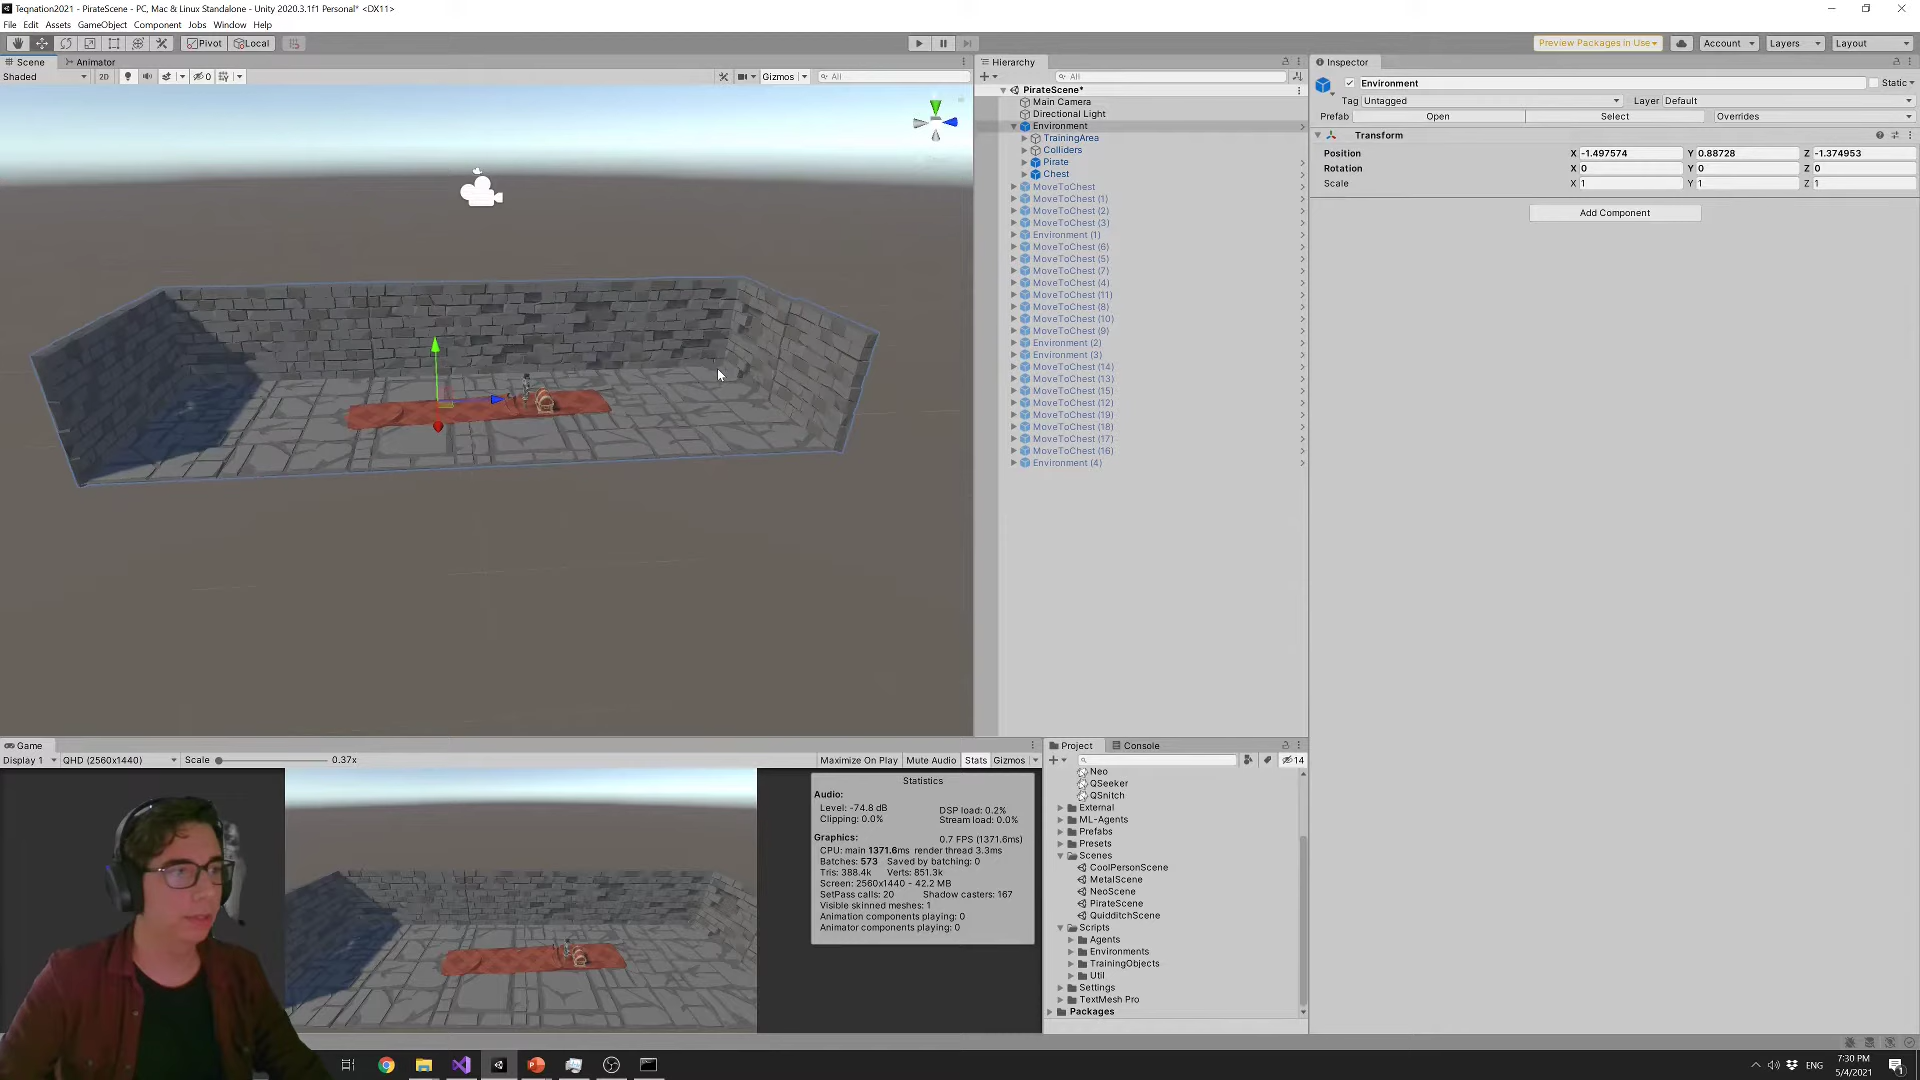 Teqnation2021 - PirateScene - PC, Mac & Linux Standalone - Unity 2020.3.1f1 Personal* <DX11>
File Edit Assets GameObject Component Jobs Window Help
Pivot Local
Preview Packages in Use Account Layers Layout
Scene Animator
Shaded 2D 0 Gizmos All
Hierarchy
All
PirateScene*
Main Camera
Directional Light
Environment
TrainingArea
Colliders
Pirate
Chest
MoveToChest
MoveToChest (1)
MoveToChest (2)
MoveToChest (3)
Environment (1)
MoveToChest (6)
MoveToChest (5)
MoveToChest (7)
MoveToChest (4)
MoveToChest (11)
MoveToChest (8)
MoveToChest (10)
MoveToChest (9)
Environment (2)
Environment (3)
MoveToChest (14)
MoveToChest (13)
MoveToChest (15)
MoveToChest (12)
MoveToChest (19)
MoveToChest (18)
MoveToChest (17)
MoveToChest (16)
Environment (4)
Inspector
Environment Static
Tag Untagged Layer Default
Prefab Open Select Overrides
Transform
Position X -1.497574 Y 0.88728 Z -1.374953
Rotation X 0 Y 0 Z 0
Scale X 1 Y 1 Z 1
Add Component
Game
Display 1 QHD (2560x1440) Scale 0.37x Maximize On Play Mute Audio Stats Gizmos
Statistics
Audio:
Level: -74.8 dB DSP load: 0.2%
Clipping: 0.0% Stream load: 0.0%
Graphics: 0.7 FPS (1371.6ms)
CPU: main 1371.6ms render thread 3.3ms
Batches: 573 Saved by batching: 0
Tris: 388.4k Verts: 851.3k
Screen: 2560x1440 - 42.2 MB
SetPass calls: 20 Shadow casters: 167
Visible skinned meshes: 1
Animation components playing: 0
Animator components playing: 0
Project Console
14
Neo
QSeeker
QSnitch
External
ML-Agents
Prefabs
Presets
Scenes
CoolPersonScene
MetalScene
NeoScene
PirateScene
QuidditchScene
Scripts
Agents
Environments
TrainingObjects
Util
Settings
TextMesh Pro
Packages
ENG
7:30 PM
5/4/2021
1